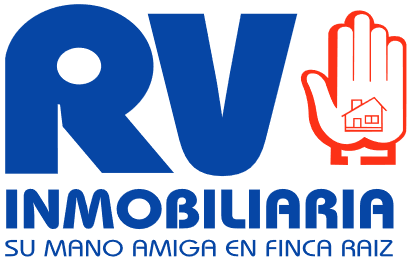 RV
INMOBILIARIA
SU MANO AMIGA EN FINCA RAIZ